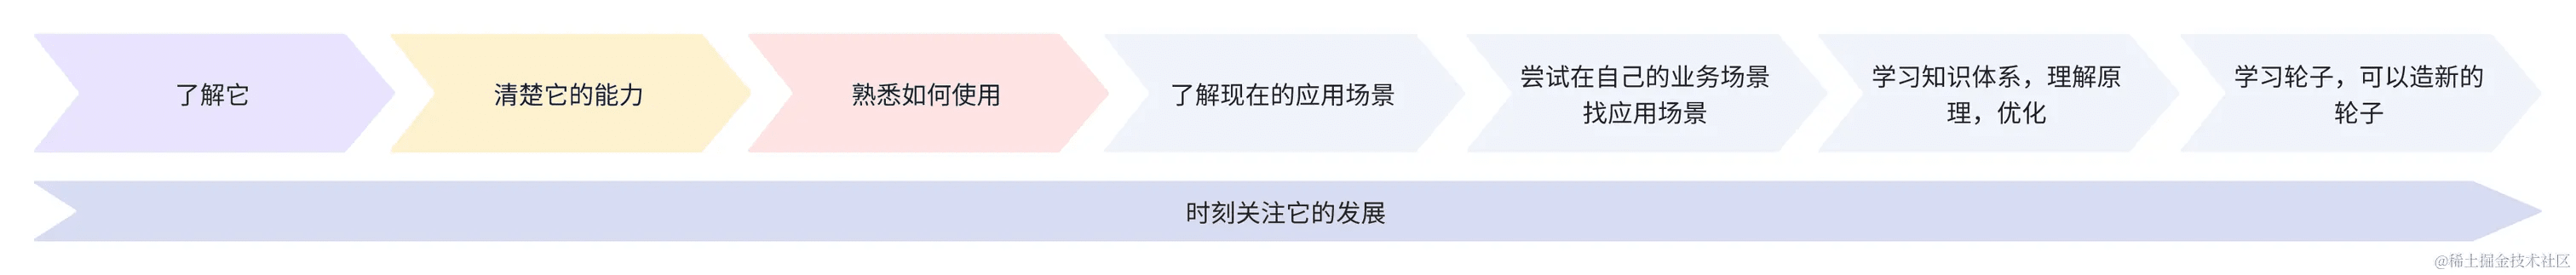 了解它
清楚它的能力
熟悉如何使用
了解现在的应用场景
尝试在自己的业务场景
找应用场景
学习知识体系，理解原
理，优化
学习轮子，可以造新的
轮子
时刻关注它的发展
@稀土掘金技术社区